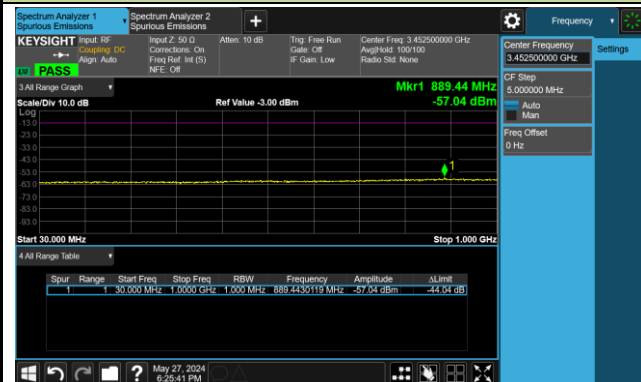 Spectrum Analyzer 1
Spurious Emissions
Spectrum Analyzer 2
Spurious Emissions
Frequency
KEYSIGHT
Input: RF
Coupling: DC
Align: Auto
Input Z: 50 Ω
Corrections: On
Freq Ref: Int (S)
NFE: Off
Atten: 10 dB
Trig: Free Run
Gate: Off
IF Gain: Low
Center Freq: 3.452500000 GHz
Avg|Hold: 100/100
Radio Std: None
PASS
Center Frequency
3.452500000 GHz
Settings
CF Step
5.000000 MHz
Auto
Man
Freq Offset
0 Hz
3 All Range Graph
Mkr1 889.44 MHz
-57.04 dBm
Scale/Div 10.0 dB
Ref Value -3.00 dBm
Log
-13.0
-23.0
-33.0
-43.0
-53.0
-63.0
-73.0
-83.0
-93.0
1
Start 30.000 MHz
Stop 1.000 GHz
4 All Range Table
Spur Range Start Freq Stop Freq RBW Frequency Amplitude ΔLimit
1 1 30.000 MHz 1.0000 GHz 1.000 MHz 889.4430119 MHz -57.04 dBm -44.04 dB
May 27, 2024
6:25:41 PM